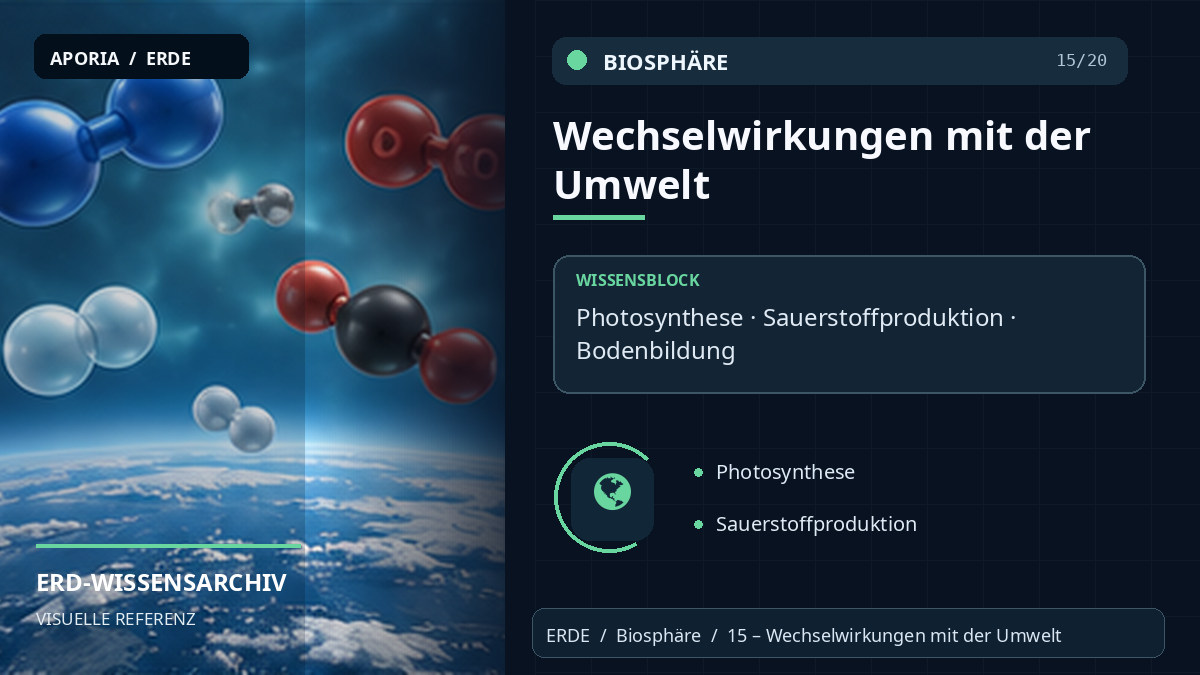 APORIA / ERDE
ERD-WISSENSARCHIV
VISUELLE REFERENZ
BIOSPHÄRE
15/20
Wechselwirkungen mit der
Umwelt
WISSENSBLOCK
Photosynthese · Sauerstoffproduktion ·
Bodenbildung
Photosynthese
Sauerstoffproduktion
ERDE / Biosphäre / 15 – Wechselwirkungen mit der Umwelt